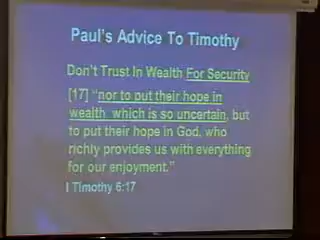 Paul's Advice To Timothy
Don't Trust In Wealth For Security
[17] "nor to put their hope in
wealth, which is so uncertain, but
to put their hope in God, who
richly provides us with everything
for our enjoyment."
I Timothy 6:17